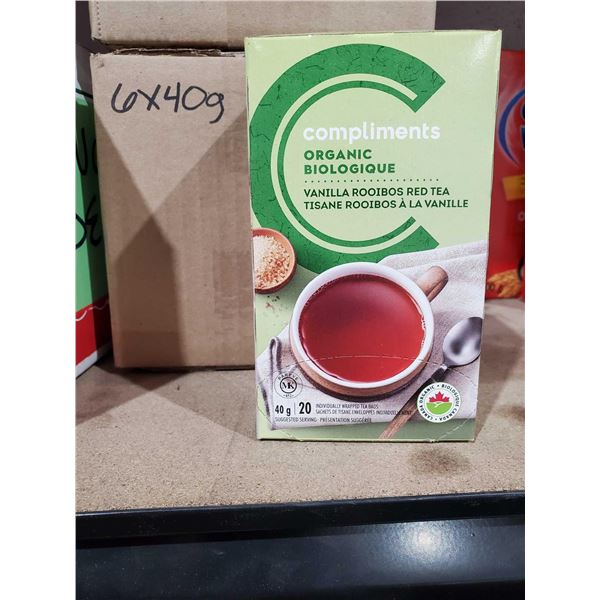 6x40g
compliments
ORGANIC
BIOLOGIQUE
VANILLA ROOIBOS RED TEA
TISANE ROOIBOS À LA VANILLE
MK
40 g 20 INDIVIDUALLY WRAPPED TEA BAGS
SACHETS DE TISANE ENVELOPPÉS INDIVIDUELLEMENT
SUGGESTED SERVING · PRÉSENTATION SUGGÉRÉE
CANADA ORGANIC • BIOLOGIQUE CANADA